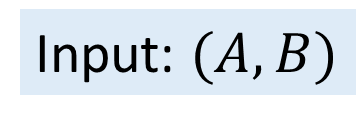 Input: (A, B)